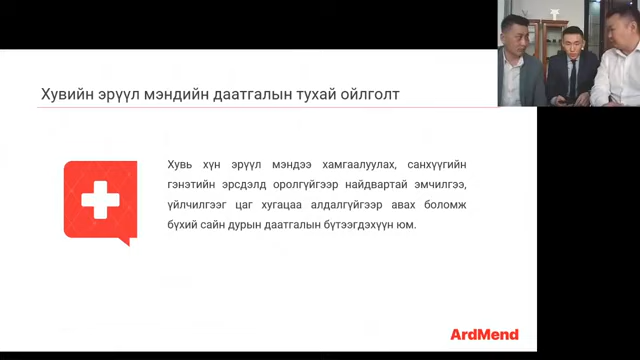 Хувийн эрүүл мэндийн даатгалын тухай ойлголт
Хувь хүн эрүүл мэндээ хамгаалуулах, санхүүгийн
гэнэтийн эрсдэлд оролгүйгээр найдвартай эмчилгээ,
үйлчилгээг цаг хугацаа алдалгүйгээр авах боломж
бүхий сайн дурын даатгалын бүтээгдэхүүн юм.
ArdMend